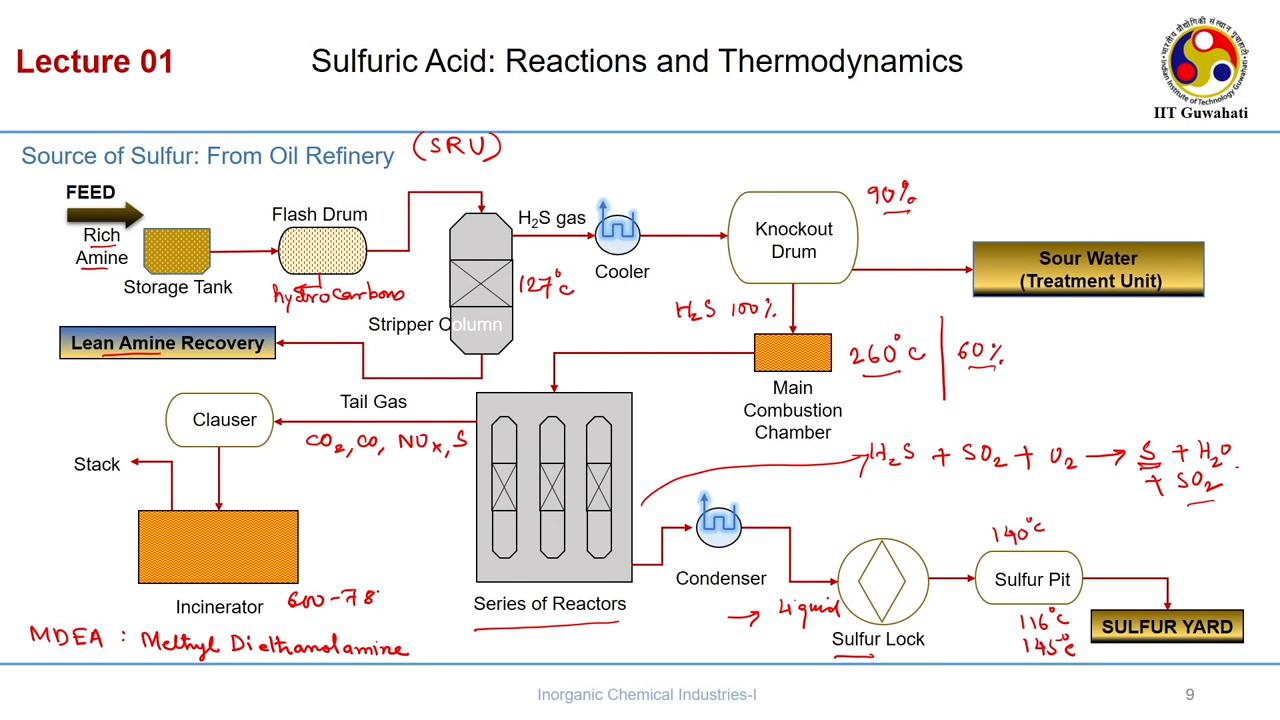 Lecture 01
Sulfuric Acid: Reactions and Thermodynamics
IIT Guwahati
Source of Sulfur: From Oil Refinery
(SRU)
FEED
Rich
Amine
Storage Tank
Flash Drum
hydrocarbons
H₂S gas
127°C
Stripper Column
Cooler
Knockout
Drum
90%
Sour Water
(Treatment Unit)
H₂S 100%
Lean Amine Recovery
260°C | 60%
Main
Combustion
Chamber
Clauser
Tail Gas
CO₂, CO, NOx, S
Stack
H₂S + SO₂ + O₂ → S + H₂O
+ SO₂
Incinerator
Series of Reactors
Condenser
→ Liquid
Sulfur Lock
140°C
Sulfur Pit
116°C
145°C
SULFUR YARD
600-78
MDEA : Methyl Diethanolamine
Inorganic Chemical Industries-I
9